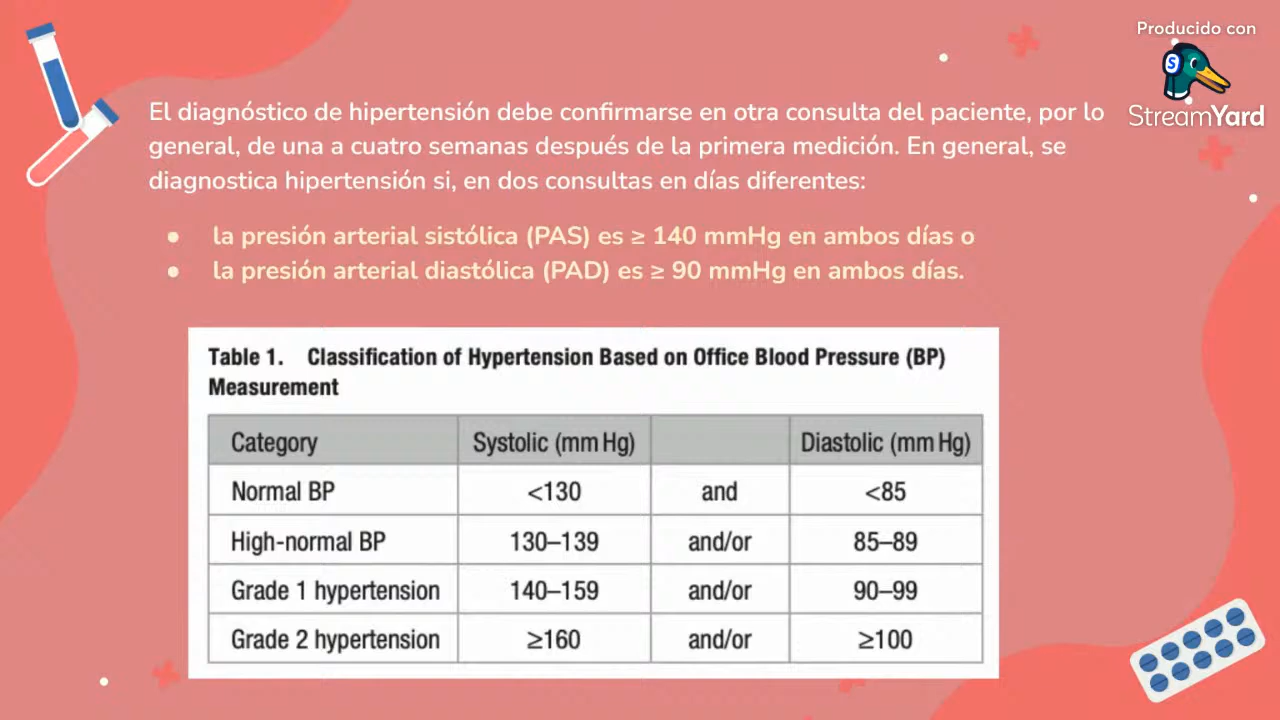 Producido con
StreamYard
El diagnóstico de hipertensión debe confirmarse en otra consulta del paciente, por lo
general, de una a cuatro semanas después de la primera medición. En general, se
diagnostica hipertensión si, en dos consultas en días diferentes:
● la presión arterial sistólica (PAS) es ≥ 140 mmHg en ambos días o
● la presión arterial diastólica (PAD) es ≥ 90 mmHg en ambos días.
Table 1. Classification of Hypertension Based on Office Blood Pressure (BP)
Measurement
Category Systolic (mm Hg) Diastolic (mm Hg)
Normal BP <130 and <85
High-normal BP 130–139 and/or 85–89
Grade 1 hypertension 140–159 and/or 90–99
Grade 2 hypertension ≥160 and/or ≥100